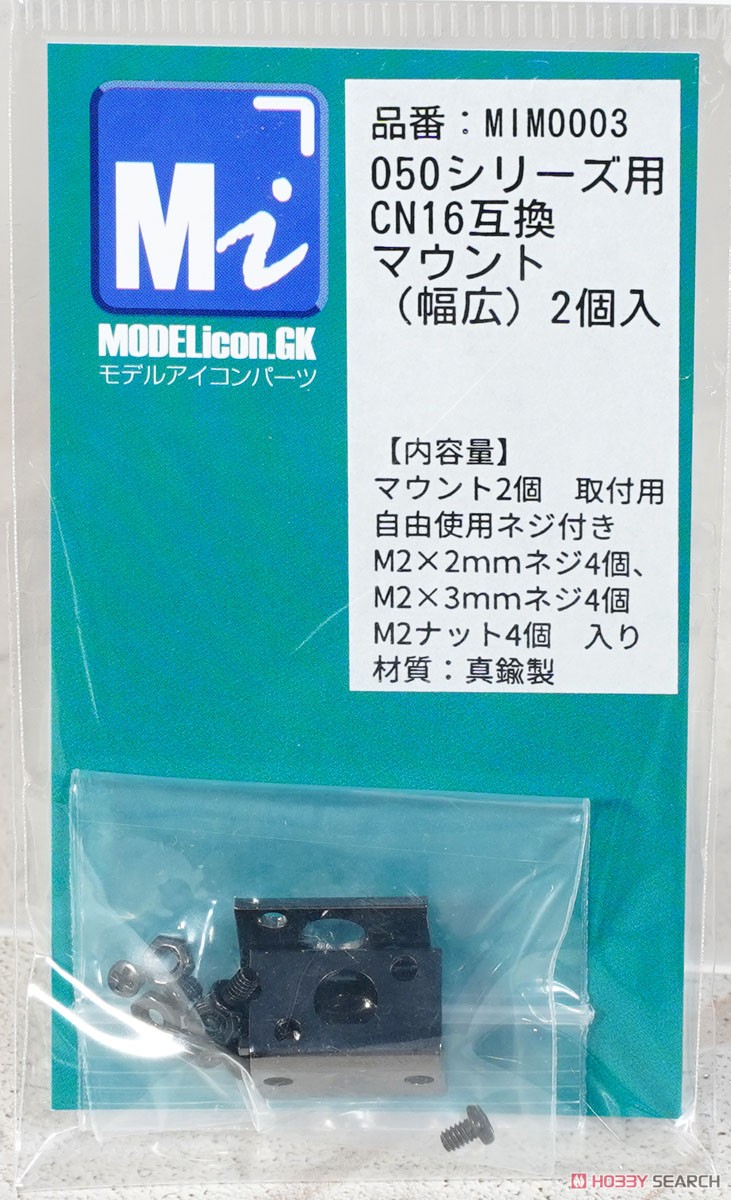 Mi
MODELicon.GK
モデルアイコンパーツ
品番：MIM0003
050シリーズ用
CN16互換
マウント
（幅広）2個入
【内容量】
マウント2個　取付用
自由使用ネジ付き
M2×2mmネジ4個、
M2×3mmネジ4個
M2ナット4個　入り
材質：真鍮製
HOBBY SEARCH